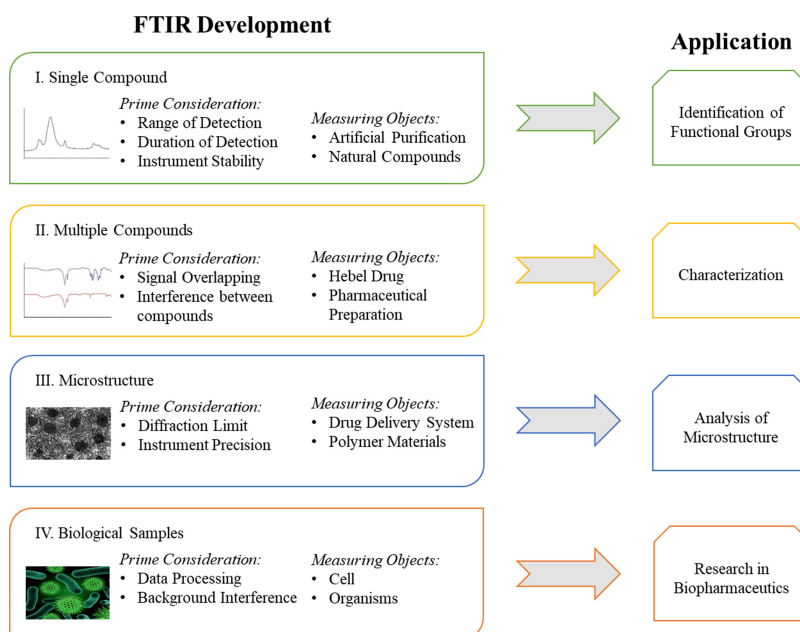 FTIR Development
Application
I. Single Compound
Prime Consideration:
• Range of Detection
• Duration of Detection
• Instrument Stability
Measuring Objects:
• Artificial Purification
• Natural Compounds
Identification of
Functional Groups
II. Multiple Compounds
Prime Consideration:
• Signal Overlapping
• Interference between
compounds
Measuring Objects:
• Hebel Drug
• Pharmaceutical
Preparation
Characterization
III. Microstructure
Prime Consideration:
• Diffraction Limit
• Instrument Precision
Measuring Objects:
• Drug Delivery System
• Polymer Materials
Analysis of
Microstructure
IV. Biological Samples
Prime Consideration:
• Data Processing
• Background Interference
Measuring Objects:
• Cell
• Organisms
Research in
Biopharmaceutics